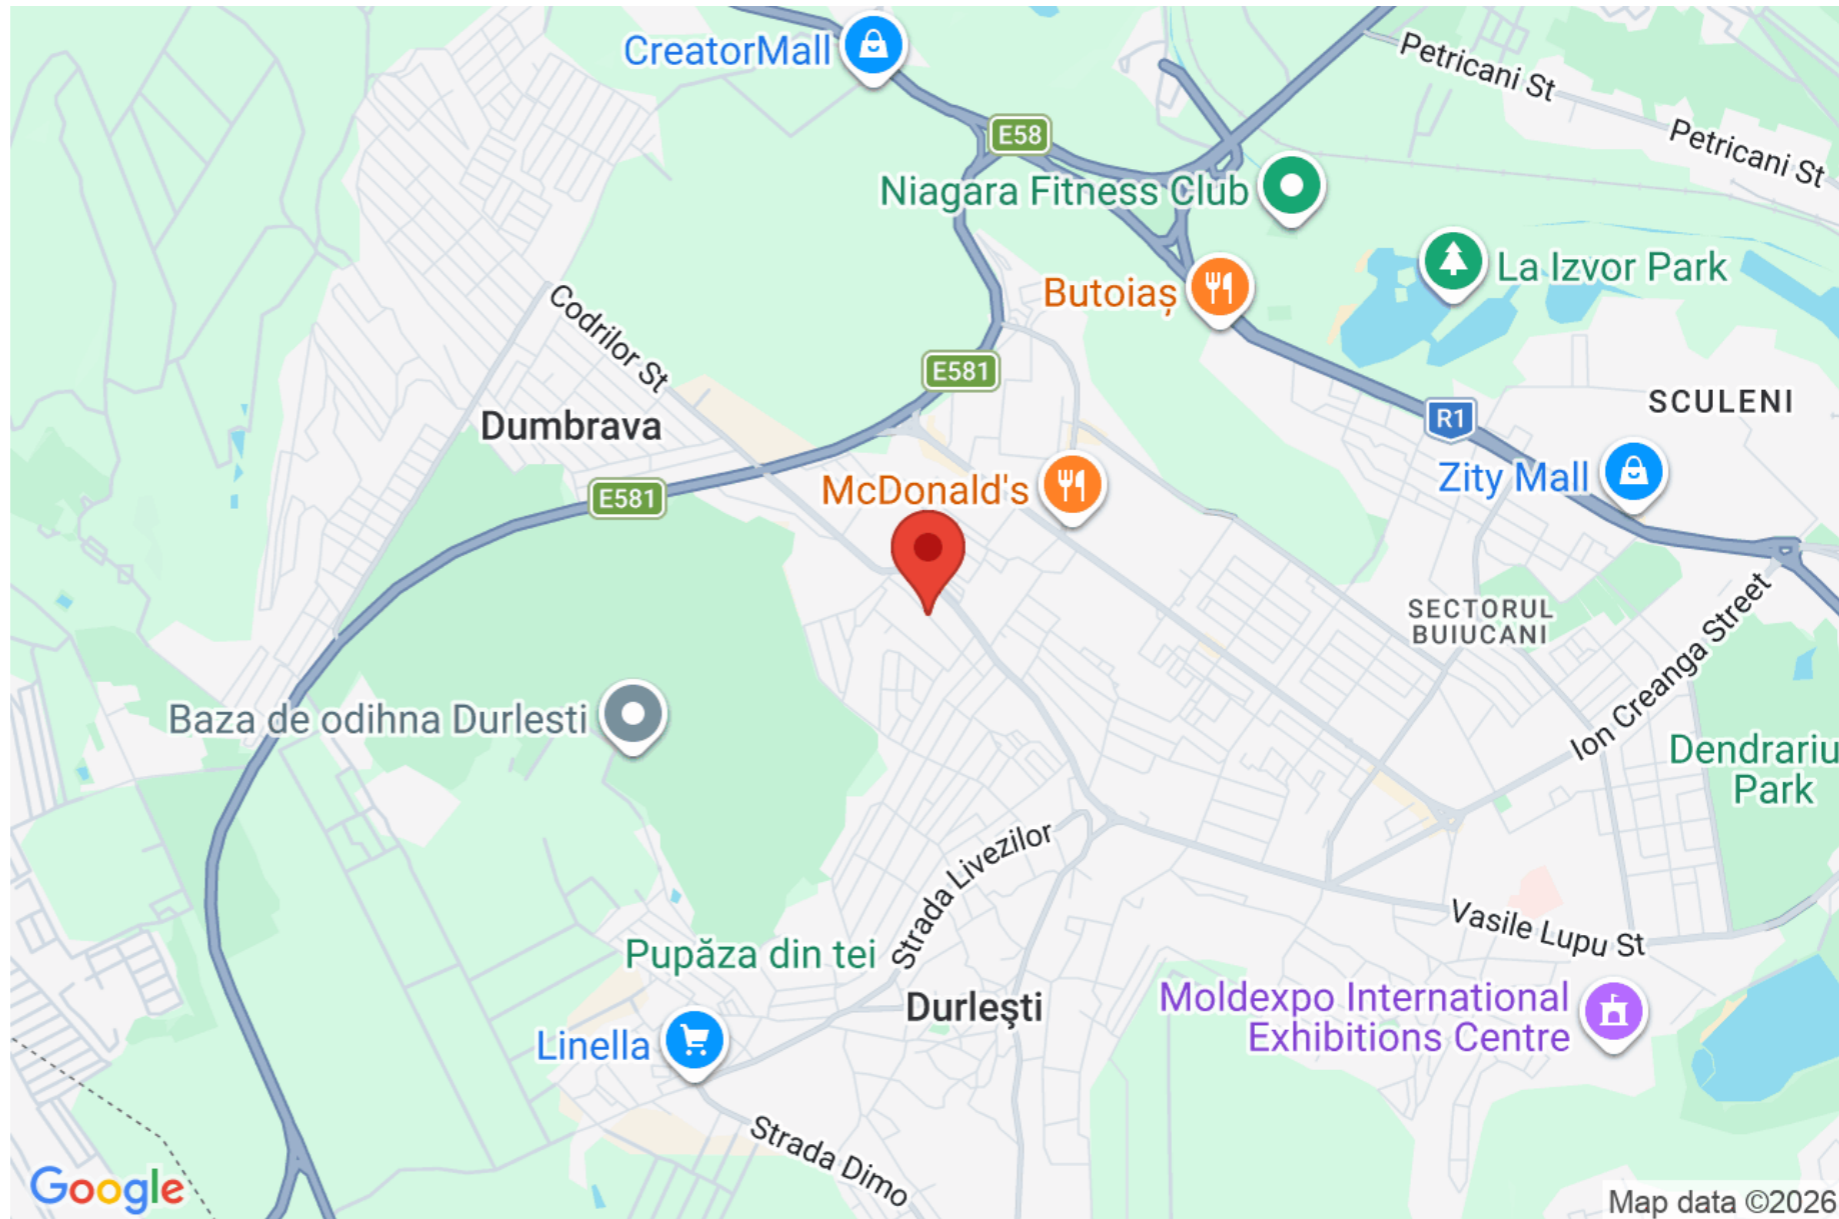 CreatorMall
E58
Petricani St
Petricani St
Niagara Fitness Club
La Izvor Park
Butoiaș
Codrilor St
E581
R1
SCULENI
Dumbrava
Zity Mall
McDonald's
E581
SECTORUL
BUIUCANI
Ion Creanga Street
Baza de odihna Durlesti
Dendrariu
Park
Strada Livezilor
Vasile Lupu St
Pupăza din tei
Durleşti
Moldexpo International
Exhibitions Centre
Linella
Strada Dimo
Google
Map data ©2026